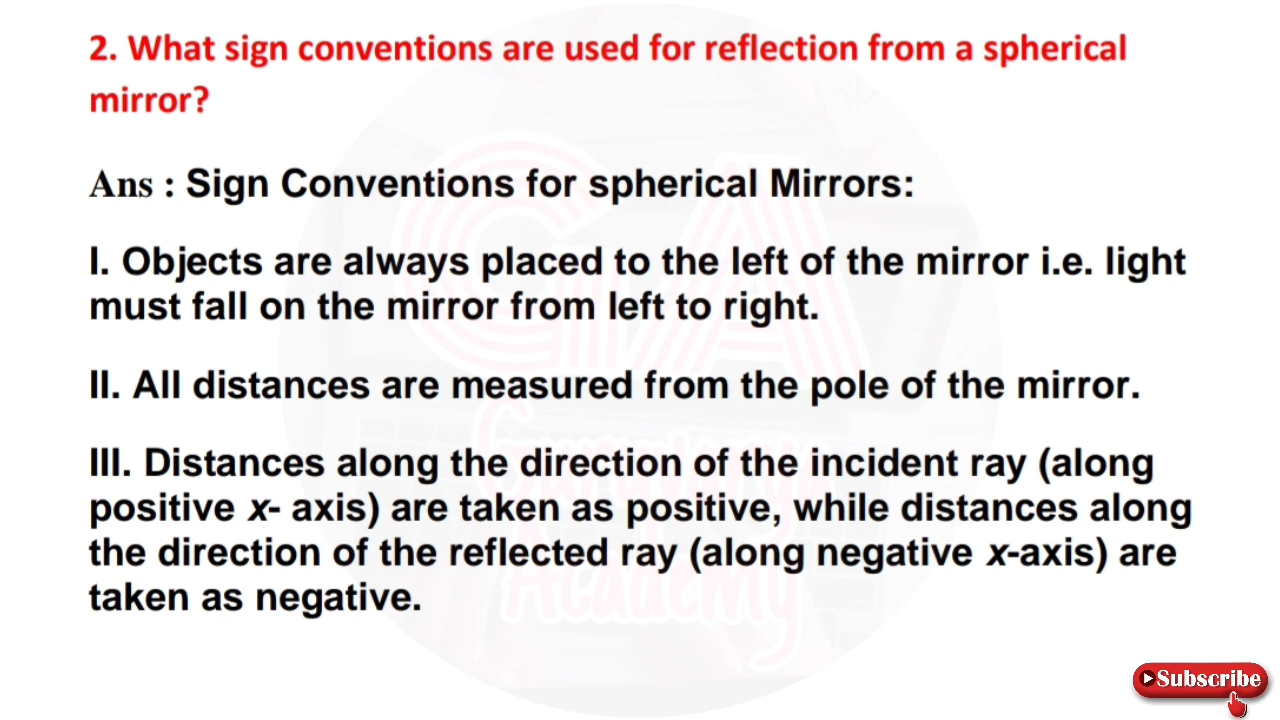 2. What sign conventions are used for reflection from a spherical
mirror?
Ans : Sign Conventions for spherical Mirrors:
I. Objects are always placed to the left of the mirror i.e. light
must fall on the mirror from left to right.
II. All distances are measured from the pole of the mirror.
III. Distances along the direction of the incident ray (along
positive x- axis) are taken as positive, while distances along
the direction of the reflected ray (along negative x-axis) are
taken as negative.
GA
Academy
Subscribe